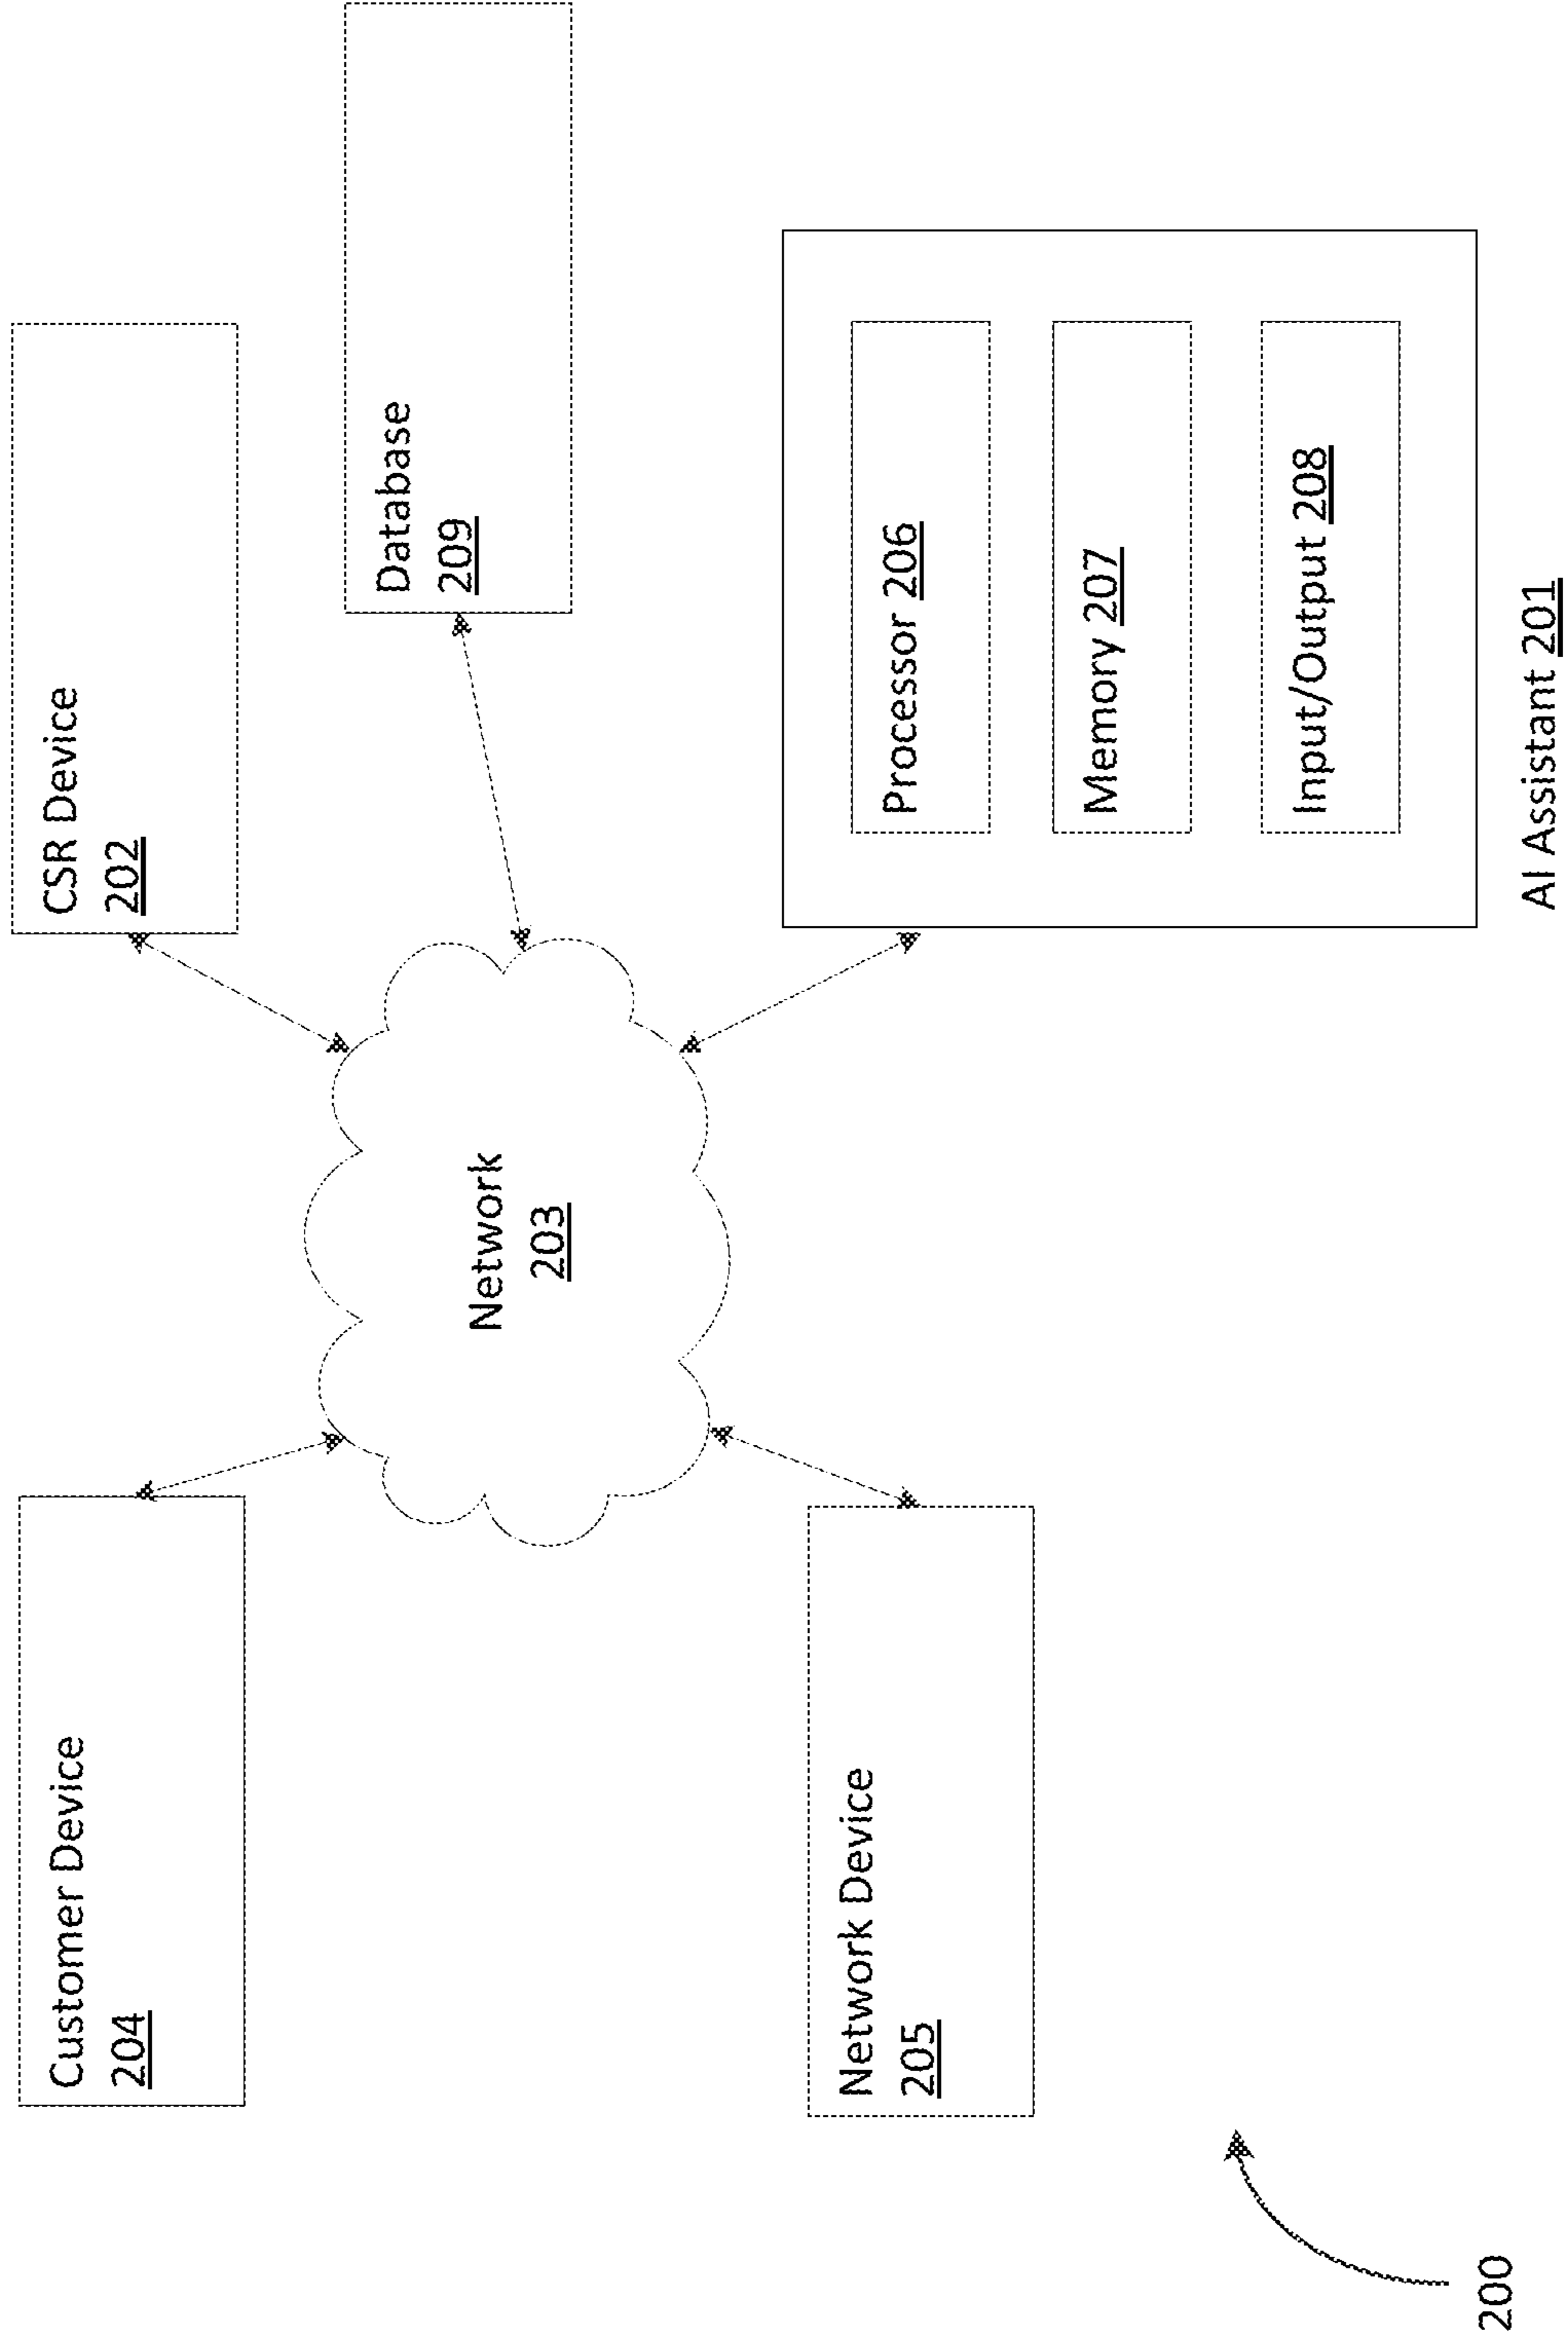 Customer Device
204
CSR Device
202
Database
209
Network
203
Network Device
205
Processor 206
Memory 207
Input/Output 208
AI Assistant 201
200